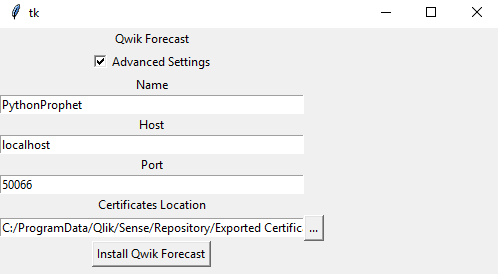 tk
Qwik Forecast
Advanced Settings
Name
PythonProphet
Host
localhost
Port
50066
Certificates Location
C:/ProgramData/Qlik/Sense/Repository/Exported Certific
...
Install Qwik Forecast